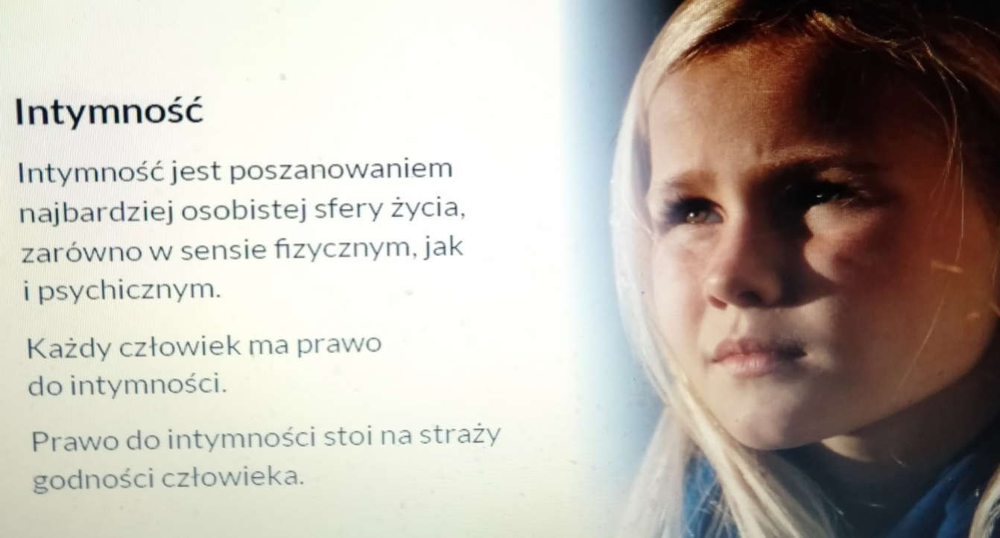 Intymność
Intymność jest poszanowaniem
najbardziej osobistej sfery życia,
zarówno w sensie fizycznym, jak
i psychicznym.
Każdy człowiek ma prawo
do intymności.
Prawo do intymności stoi na straży
godności człowieka.